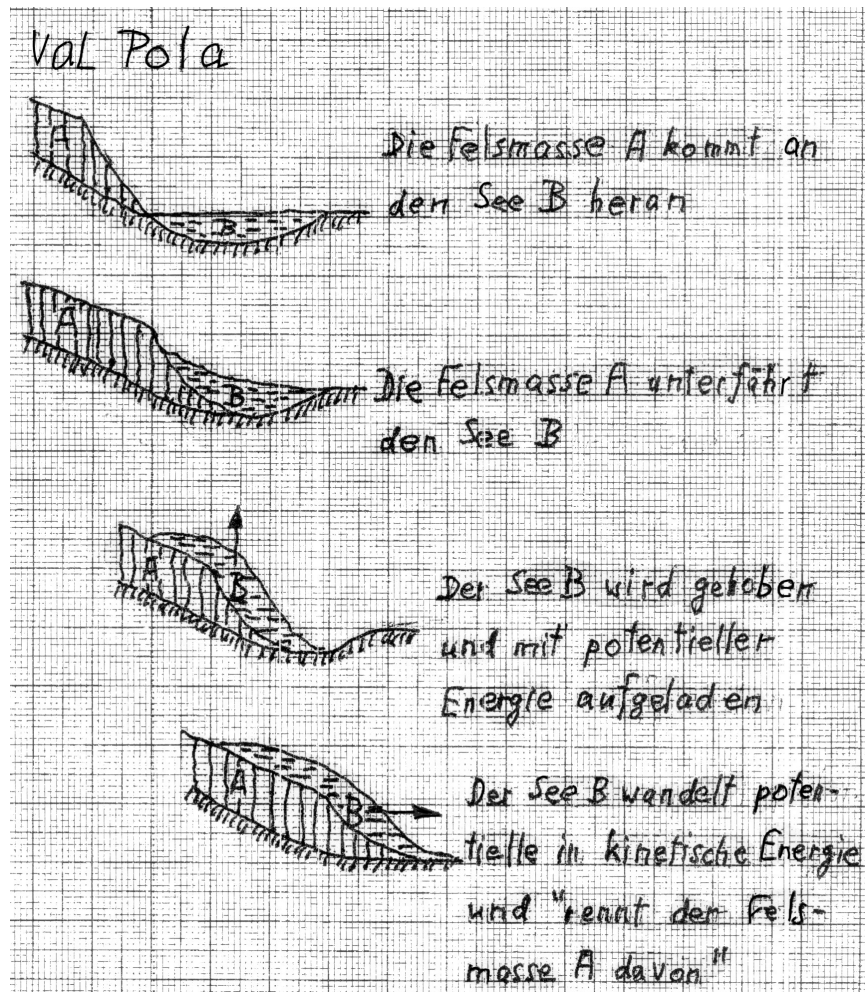 Val Pola
A
B
Die Felsmasse A kommt an
den See B heran
A
B
Die Felsmasse A unterfährt
den See B
A
B
Der See B wird gehoben
und mit potentieller
Energie aufgeladen
A
B
Der See B wandelt poten-
tielle in kinetische Energie
und "rennt der Fels-
masse A davon"